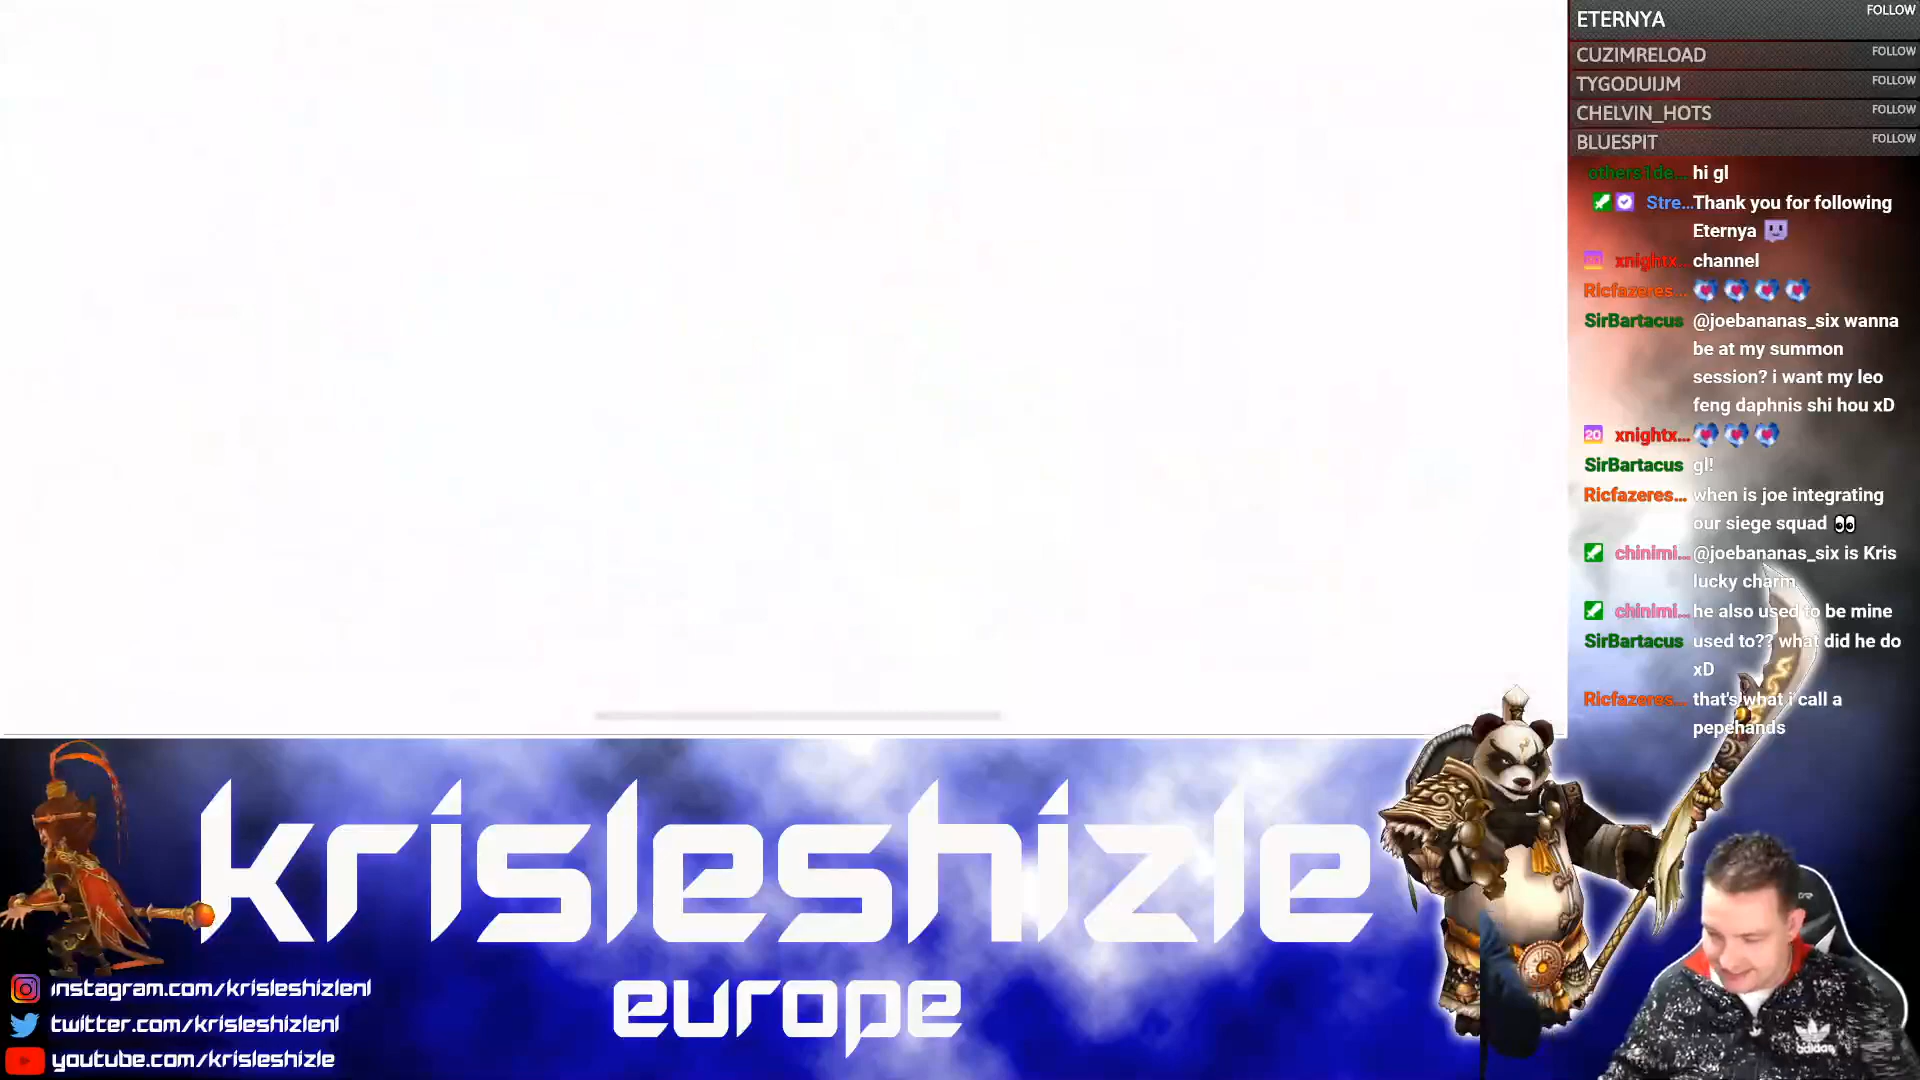 ETERNYA FOLLOW
CUZIMRELOAD FOLLOW
TYGODUIJM FOLLOW
CHELVIN_HOTS FOLLOW
BLUESPIT FOLLOW
others1de... hi gl
Stre... Thank you for following
Eternya
xnightx... channel
Ricfazeres...
SirBartacus @joebananas_six wanna
be at my summon
session? i want my leo
feng daphnis shi hou xD
20 xnightx...
SirBartacus gl!
Ricfazeres... when is joe integrating
our siege squad
chinimi... @joebananas_six is Kris
lucky charm
chinimi... he also used to be mine
SirBartacus used to?? what did he do
xD
Ricfazeres... that's what i call a
pepehands
krisleshizle
europe
instagram.com/krisleshizlenl
twitter.com/krisleshizlenl
youtube.com/krisleshizle
adidas